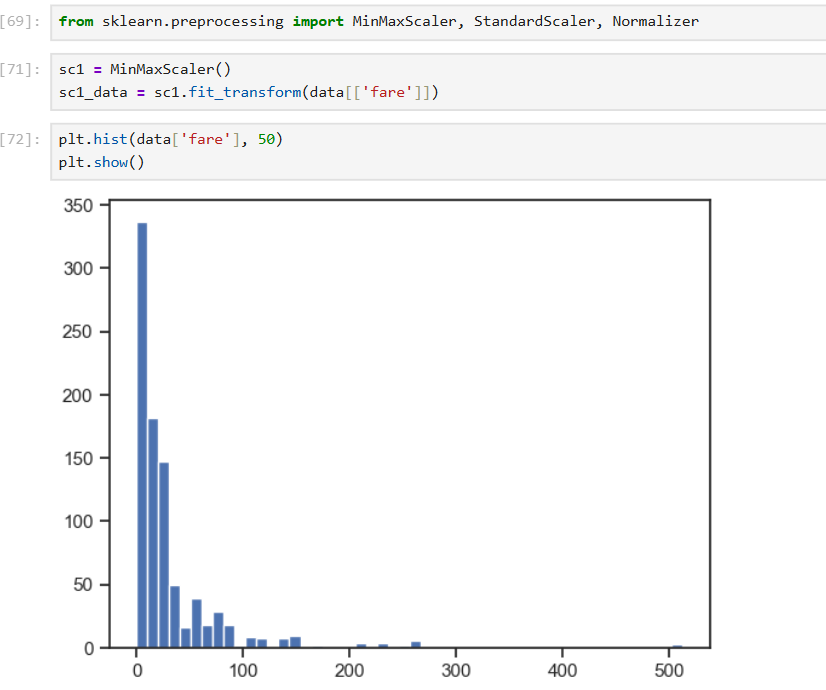 [69]: from sklearn.preprocessing import MinMaxScaler, StandardScaler, Normalizer
[71]: sc1 = MinMaxScaler()
sc1_data = sc1.fit_transform(data[['fare']])
[72]: plt.hist(data['fare'], 50)
plt.show()
350
300
250
200
150
100
50
0
0 100 200 300 400 500